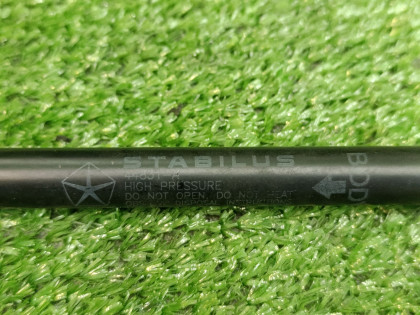 STABILUS
HIGH PRESSURE
DO NOT OPEN, DO NOT HEAT
BOD